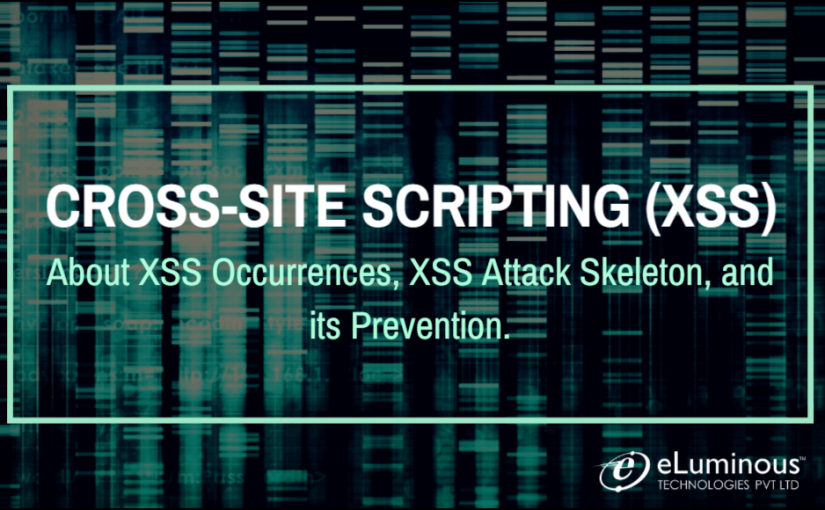 CROSS-SITE SCRIPTING (XSS)
About XSS Occurrences, XSS Attack Skeleton, and
its Prevention.
eLuminous™
TECHNOLOGIES PVT LTD